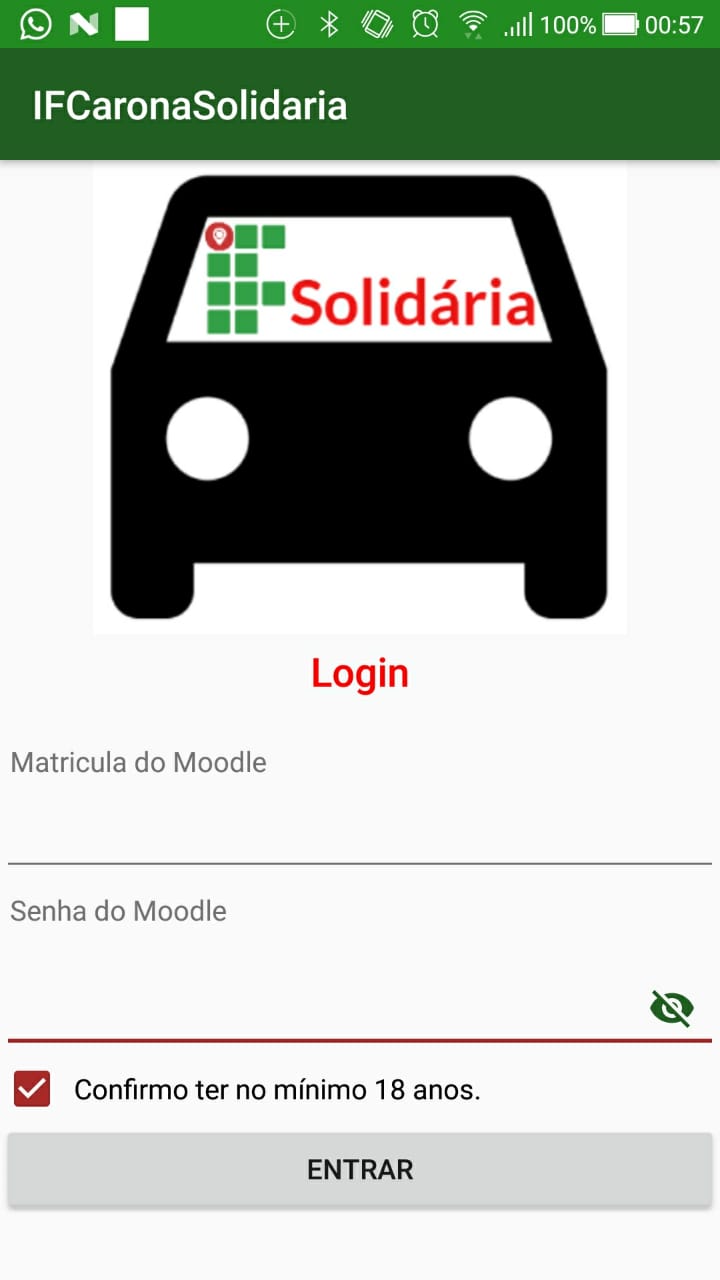 100% 00:57
IFCaronaSolidaria
Solidária
Login
Matricula do Moodle
Senha do Moodle
Confirmo ter no mínimo 18 anos.
ENTRAR